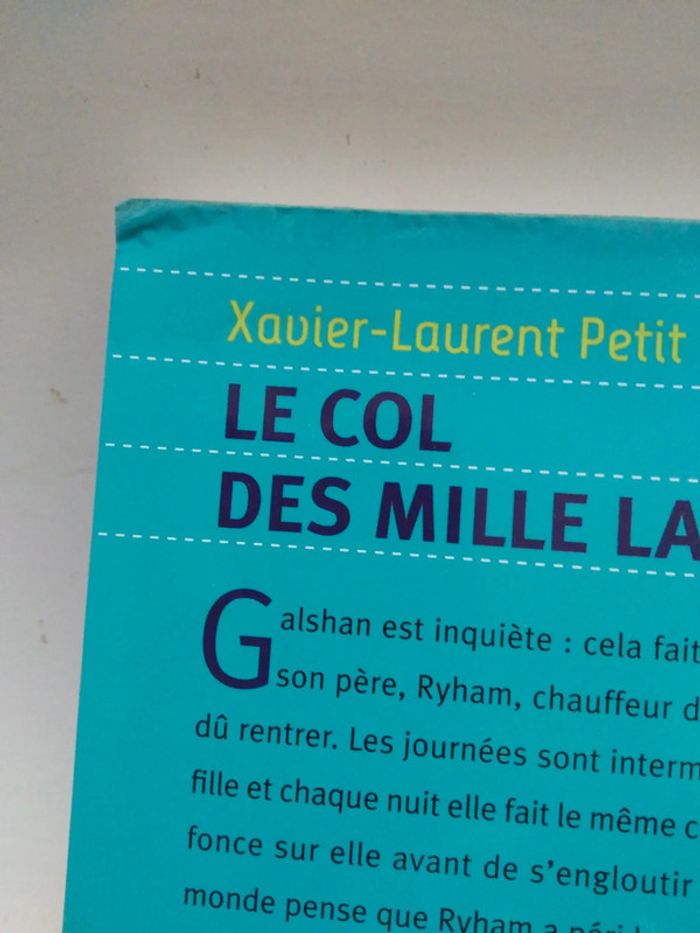 Xavier-Laurent Petit
LE COL
DES MILLE LA
Galshan est inquiète : cela fait
son père, Ryham, chauffeur d
dû rentrer. Les journées sont interm
fille et chaque nuit elle fait le même c
fonce sur elle avant de s'engloutir
monde pense que Ryham a péri